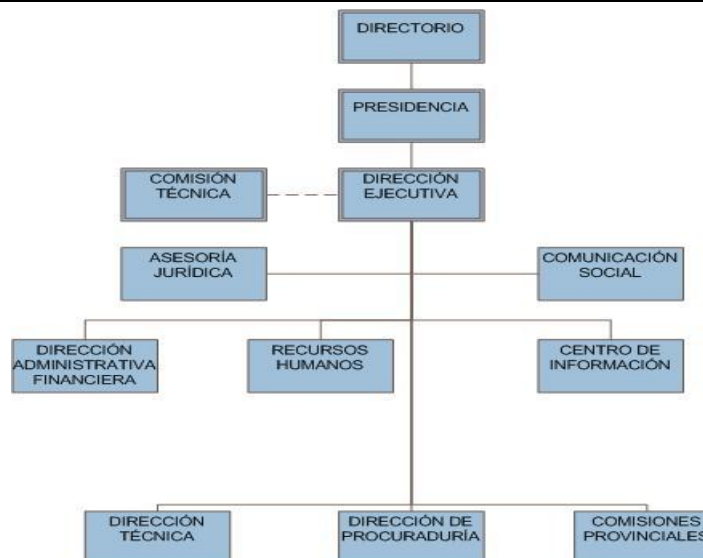 DIRECTORIO
PRESIDENCIA
COMISIÓN
TÉCNICA
DIRECCIÓN
EJECUTIVA
ASESORÍA
JURÍDICA
COMUNICACIÓN
SOCIAL
DIRECCIÓN
ADMINISTRATIVA
FINANCIERA
RECURSOS
HUMANOS
CENTRO DE
INFORMACIÓN
DIRECCIÓN
TÉCNICA
DIRECCIÓN DE
PROCURADURÍA
COMISIONES
PROVINCIALES